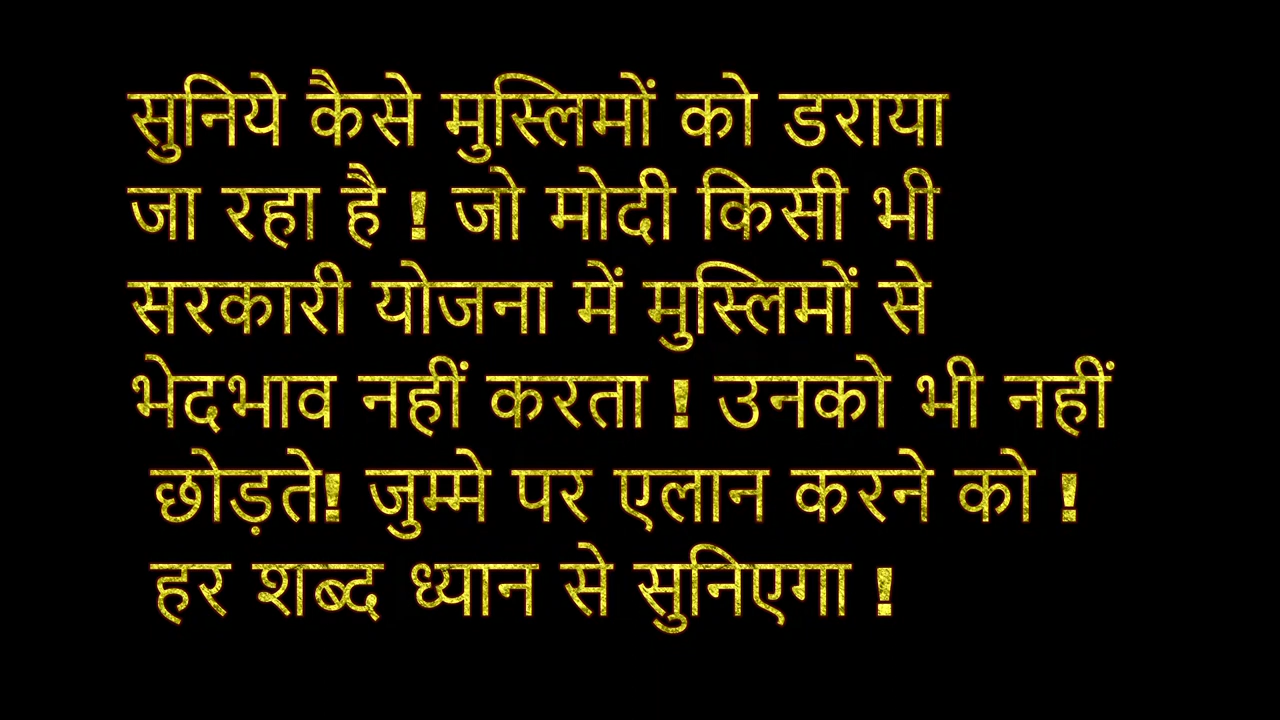 सुनिये कैसे मुस्लिमों को डराया
जा रहा है ! जो मोदी किसी भी
सरकारी योजना में मुस्लिमों से
भेदभाव नहीं करता ! उनको भी नहीं
छोड़ते! जुम्मे पर एलान करने को !
हर शब्द ध्यान से सुनिएगा !